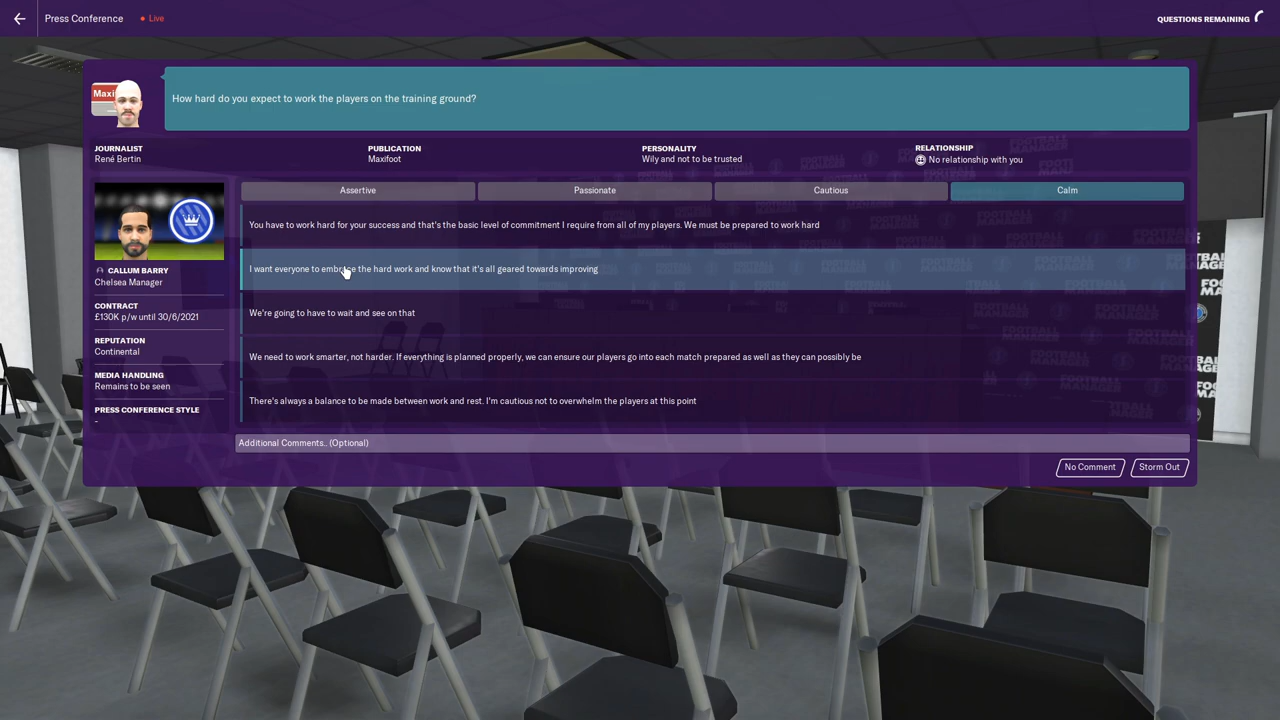 Press Conference
Live
QUESTIONS REMAINING
Maxi
How hard do you expect to work the players on the training ground?
JOURNALIST
René Bertin
PUBLICATION
Maxifoot
PERSONALITY
Wily and not to be trusted
RELATIONSHIP
No relationship with you
Assertive
Passionate
Cautious
Calm
You have to work hard for your success and that's the basic level of commitment I require from all of my players. We must be prepared to work hard
I want everyone to embrace the hard work and know that it's all geared towards improving
We're going to have to wait and see on that
We need to work smarter, not harder. If everything is planned properly, we can ensure our players go into each match prepared as well as they can possibly be
There's always a balance to be made between work and rest. I'm cautious not to overwhelm the players at this point
CALLUM BARRY
Chelsea Manager
CONTRACT
£130K p/w until 30/6/2021
REPUTATION
Continental
MEDIA HANDLING
Remains to be seen
PRESS CONFERENCE STYLE
-
Additional Comments.. (Optional)
No Comment
Storm Out
FOOTBALL
MANAGER